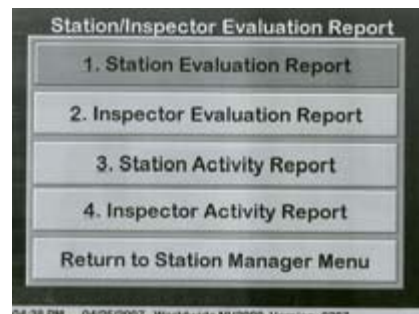 Station/Inspector Evaluation Report
1. Station Evaluation Report
2. Inspector Evaluation Report
3. Station Activity Report
4. Inspector Activity Report
Return to Station Manager Menu